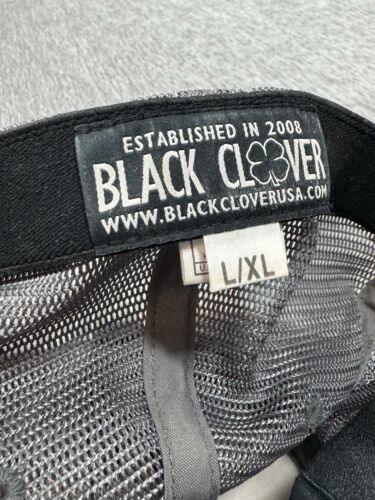 ESTABLISHED IN 2008
BLACK CLOVER
WWW.BLACKCLOVERUSA.COM
L/XL